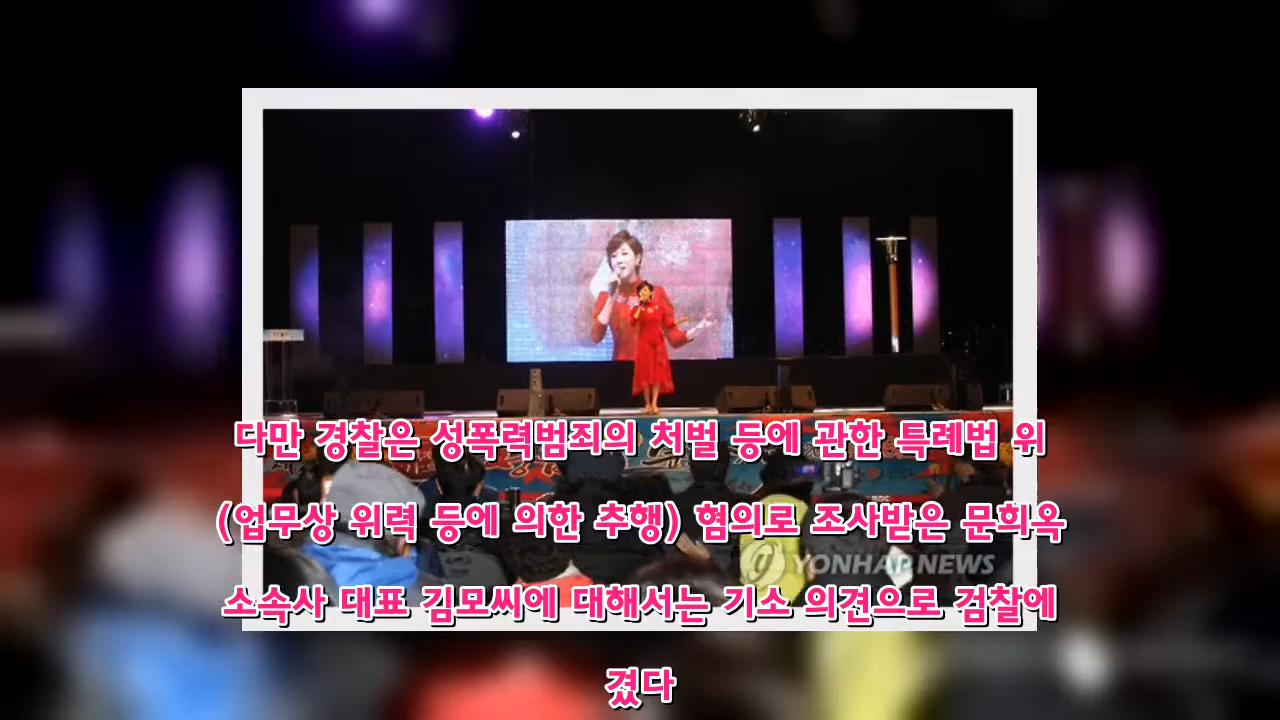 다만 경찰은 성폭력범죄의 처벌 등에 관한 특례법 위
(업무상 위력 등에 의한 추행) 혐의로 조사받은 문희옥
YONHAP NEWS
소속사 대표 김모씨에 대해서는 기소 의견으로 검찰에
겼다